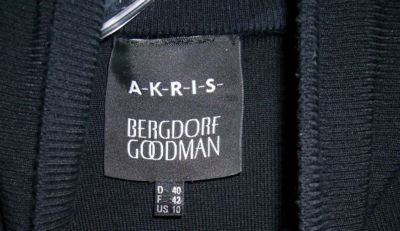 A-K-R-I-S-
BERGDORF
GOODMAN
D 40
F 42
US 10